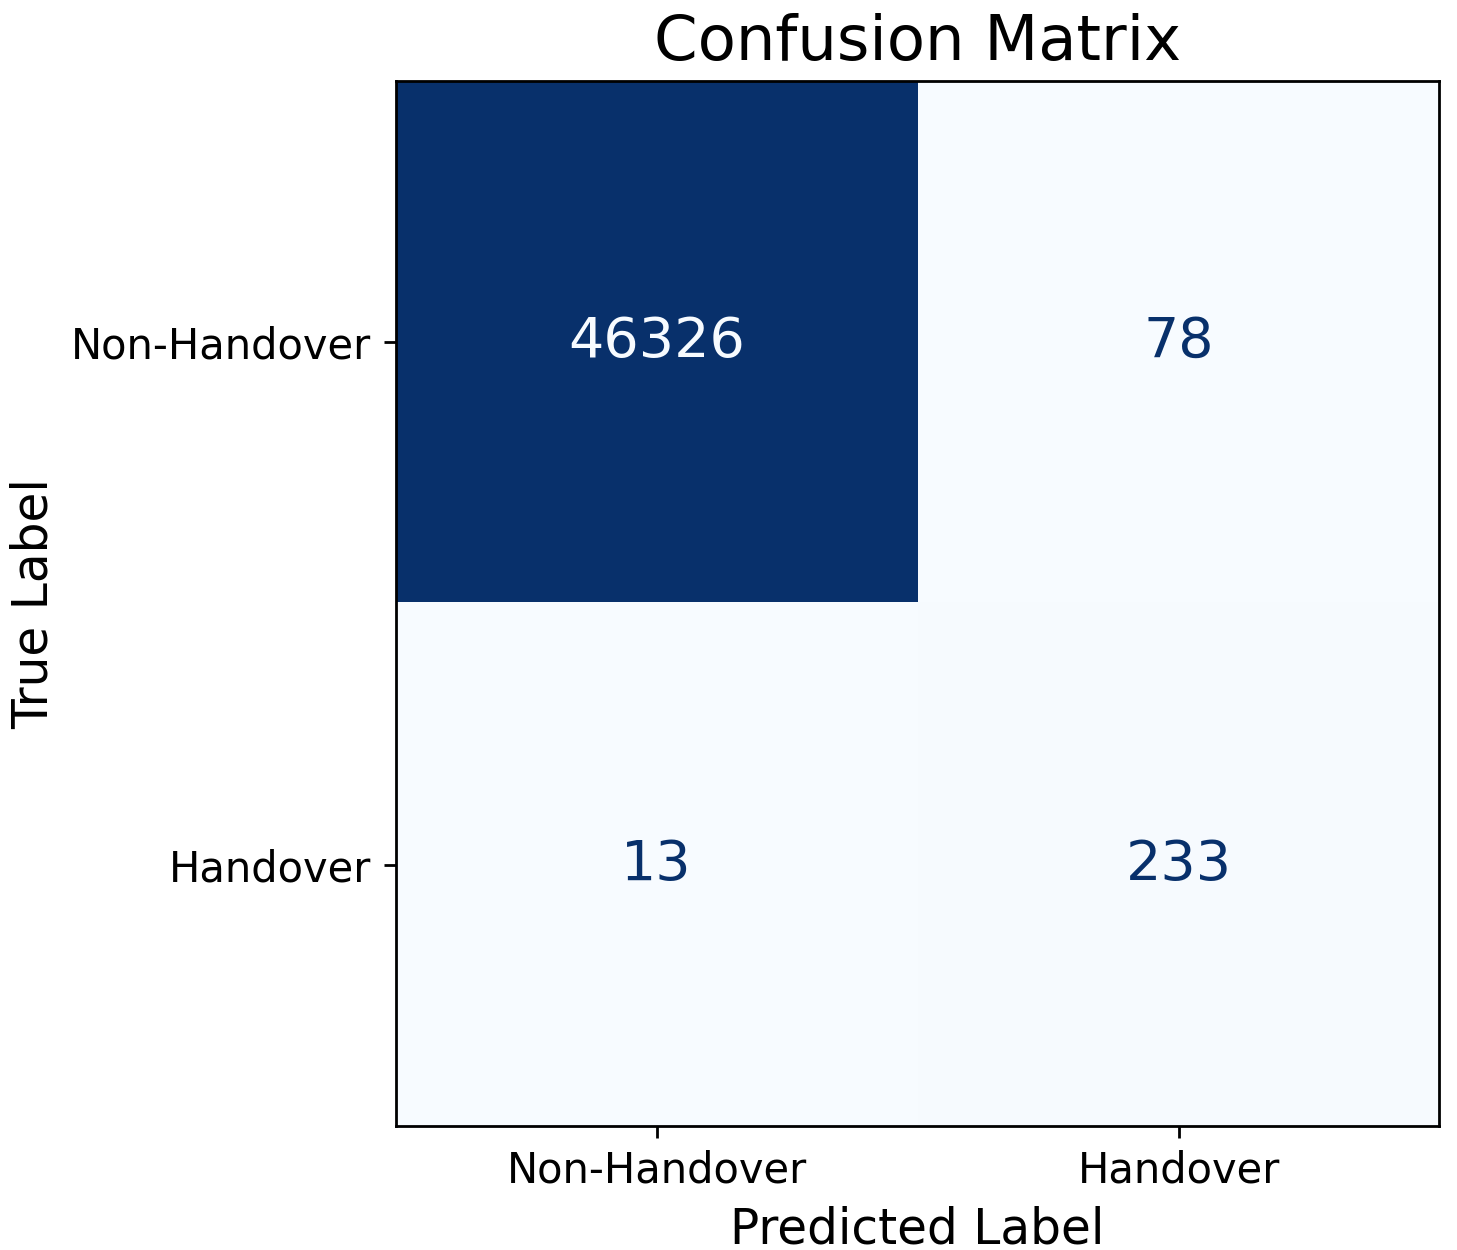 Confusion Matrix
True Label
Non-Handover
46326
78
Handover
13
233
Non-Handover
Handover
Predicted Label